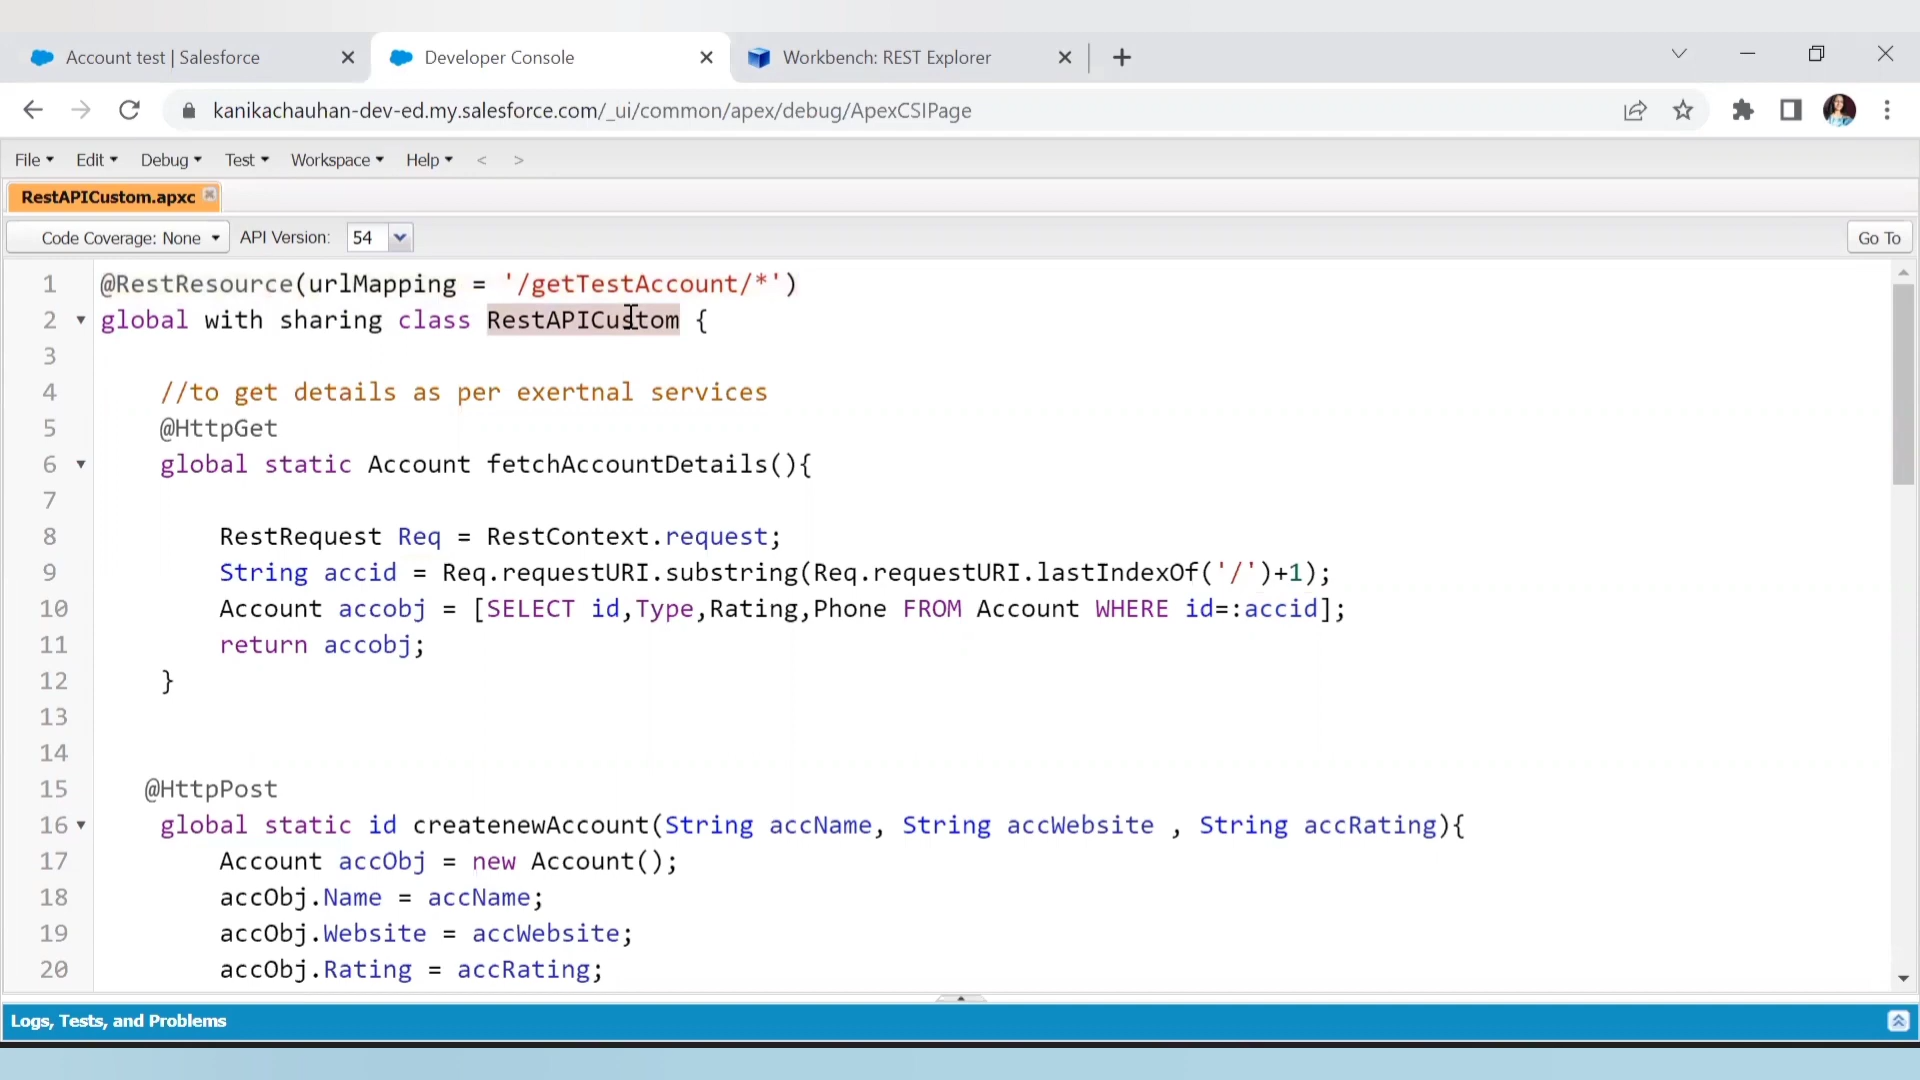 Account test | Salesforce
Developer Console
Workbench: REST Explorer
kanikachauhan-dev-ed.my.salesforce.com/_ui/common/apex/debug/ApexCSIPage
File Edit Debug Test Workspace Help < >
RestAPICustom.apxc
Code Coverage: None API Version: 54 Go To
1 @RestResource(urlMapping = '/getTestAccount/*')
2 global with sharing class RestAPICustom {
3
4 //to get details as per exertnal services
5 @HttpGet
6 global static Account fetchAccountDetails(){
7
8 RestRequest Req = RestContext.request;
9 String accid = Req.requestURI.substring(Req.requestURI.lastIndexOf('/')+1);
10 Account accobj = [SELECT id,Type,Rating,Phone FROM Account WHERE id=:accid];
11 return accobj;
12 }
13
14
15 @HttpPost
16 global static id createnewAccount(String accName, String accWebsite , String accRating){
17 Account accObj = new Account();
18 accObj.Name = accName;
19 accObj.Website = accWebsite;
20 accObj.Rating = accRating;
Logs, Tests, and Problems